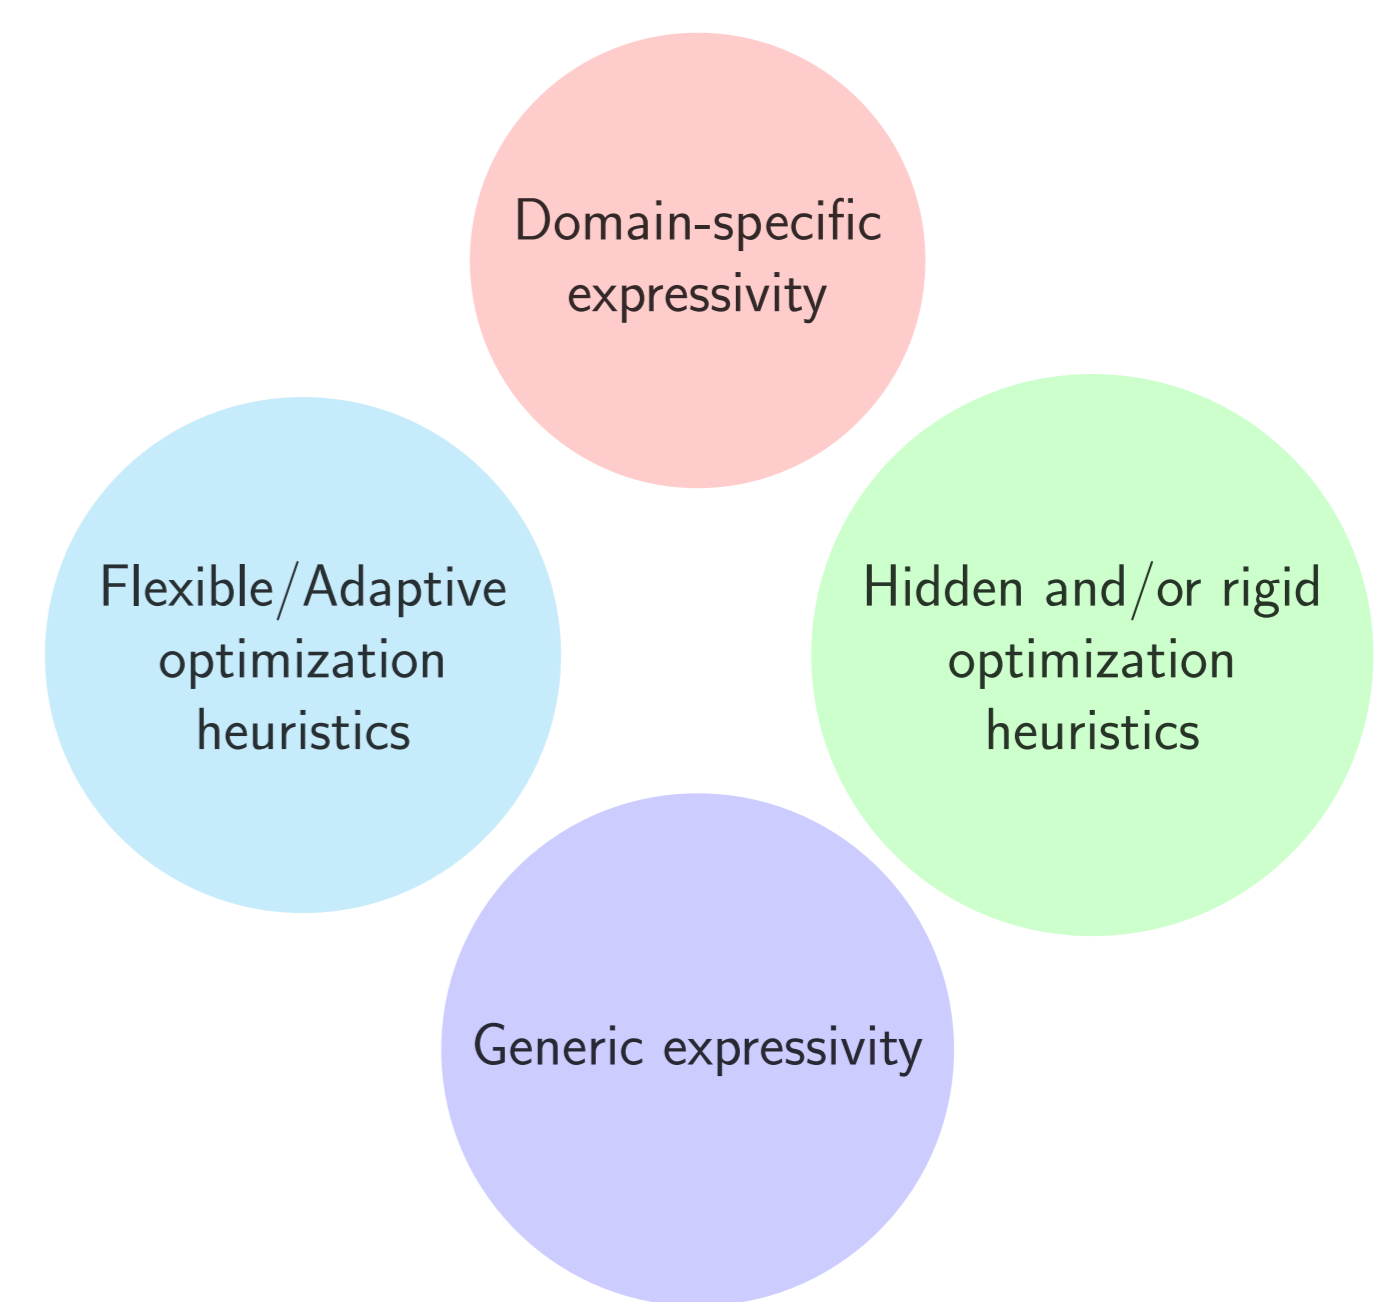 Domain-specific
expressivity
Flexible/Adaptive
optimization
heuristics
Hidden and/or rigid
optimization
heuristics
Generic expressivity